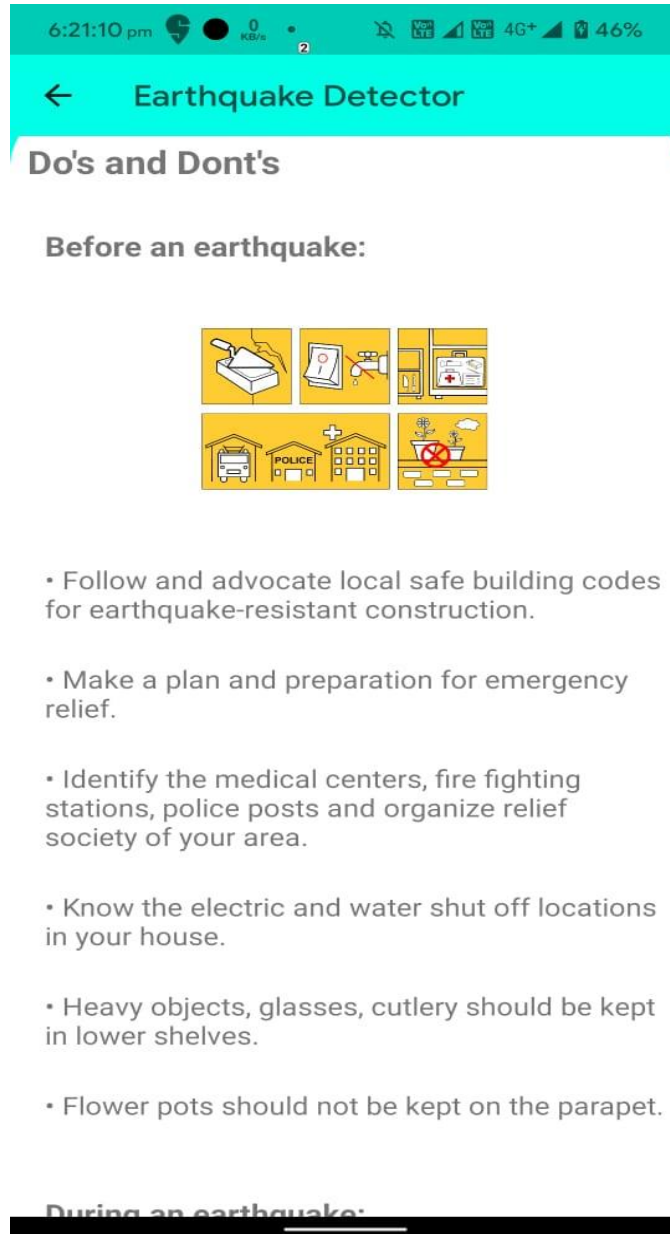 6:21:10 pm 0 KB/s 2 Vo LTE Vo LTE 4G+ 46%
Earthquake Detector
Do's and Dont's
Before an earthquake:
POLICE
• Follow and advocate local safe building codes
for earthquake-resistant construction.
• Make a plan and preparation for emergency
relief.
• Identify the medical centers, fire fighting
stations, police posts and organize relief
society of your area.
• Know the electric and water shut off locations
in your house.
• Heavy objects, glasses, cutlery should be kept
in lower shelves.
• Flower pots should not be kept on the parapet.
During an earthquake: